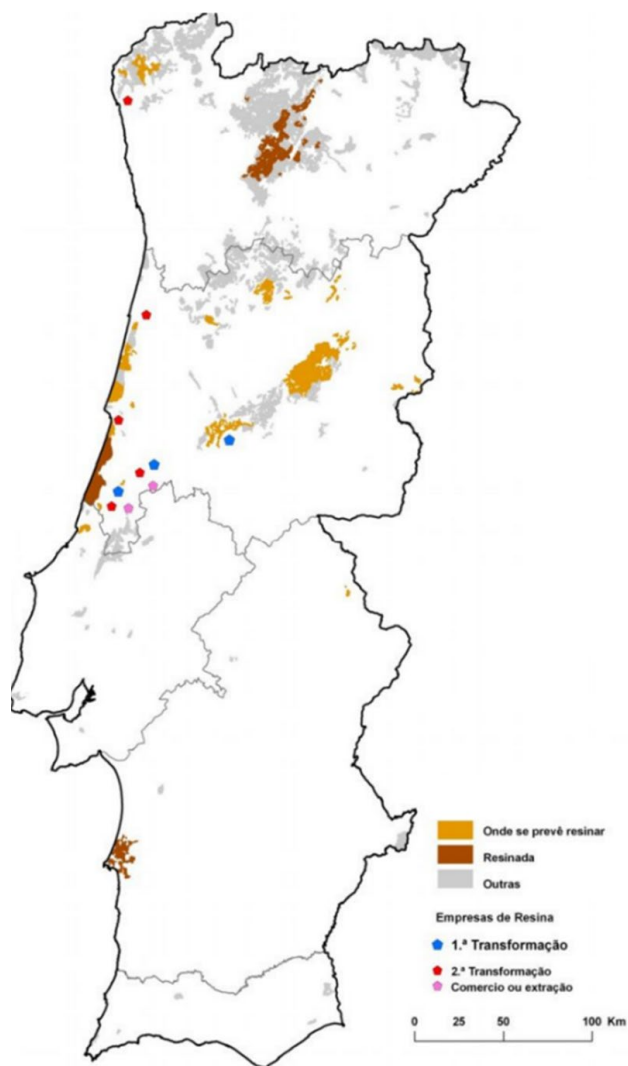 Onde se prevê resinar
Resinada
Outras
Empresas de Resina
1.ª Transformação
2.ª Transformação
Comercio ou extração
0 25 50 100 Km